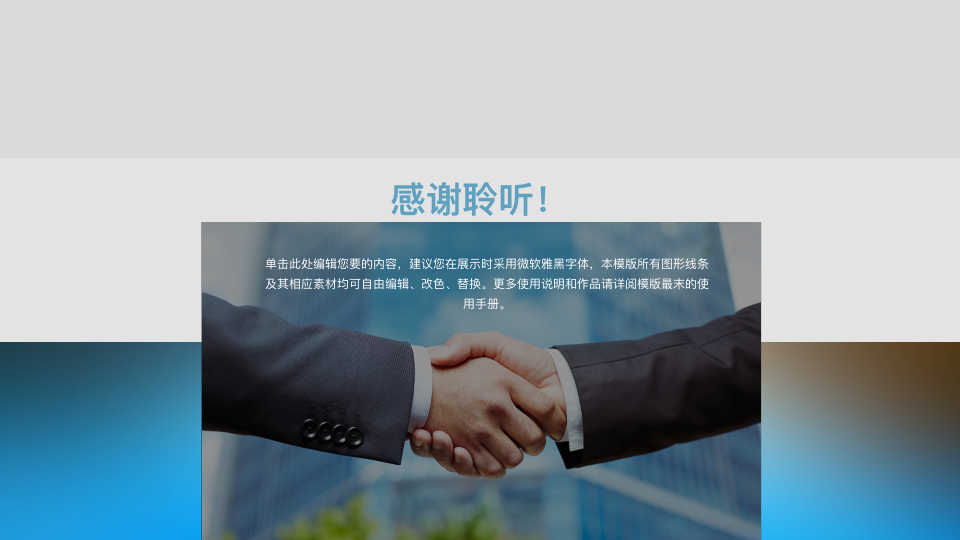 感谢聆听！
单击此处编辑您要的内容，建议您在展示时采用微软雅黑字体，本模版所有图形线条
及其相应素材均可自由编辑、改色、替换。更多使用说明和作品请详阅模版最末的使
用手册。